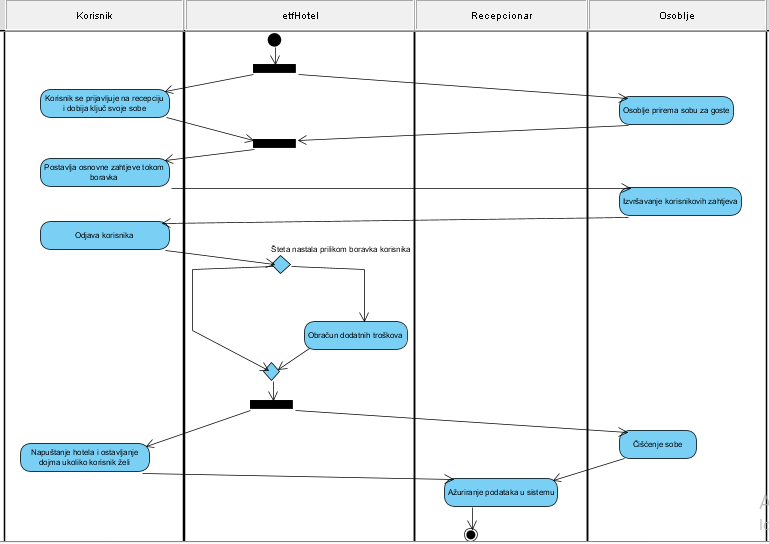 Korisnik
etfHotel
Recepcionar
Osoblje
Korisnik se prijavljuje na recepciju
i dobija ključ svoje sobe
Osoblje prirema sobu za goste
Postavlja osnovne zahtjeve tokom
boravka
Izvršavanje korisnikovih zahtjeva
Odjava korisnika
Šteta nastala prilikom boravka korisnika
Obračun dodatnih troškova
Napuštanje hotela i ostavljanje
dojma ukoliko korisnik želi
Čišćenje sobe
Ažuriranje podataka u sistemu